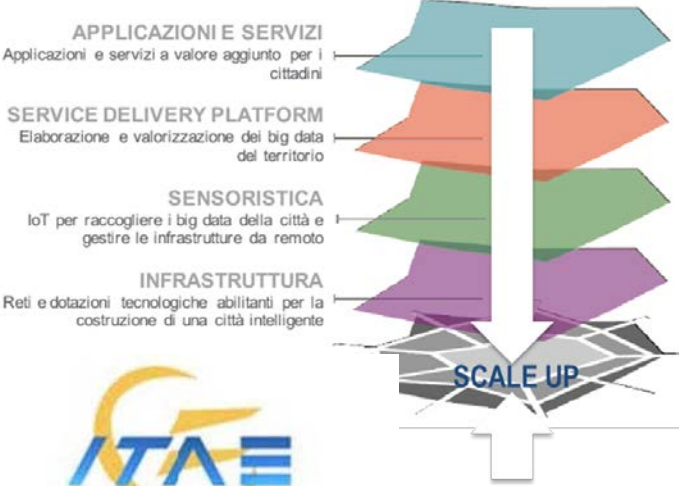 APPLICAZIONI E SERVIZI
Applicazioni e servizi a valore aggiunto per i
cittadini
SERVICE DELIVERY PLATFORM
Elaborazione e valorizzazione dei big data
del territorio
SENSORISTICA
IoT per raccogliere i big data della città e
gestire le infrastrutture da remoto
INFRASTRUTTURA
Reti e dotazioni tecnologiche abilitanti per la
costruzione di una città intelligente
SCALE UP
ITAE